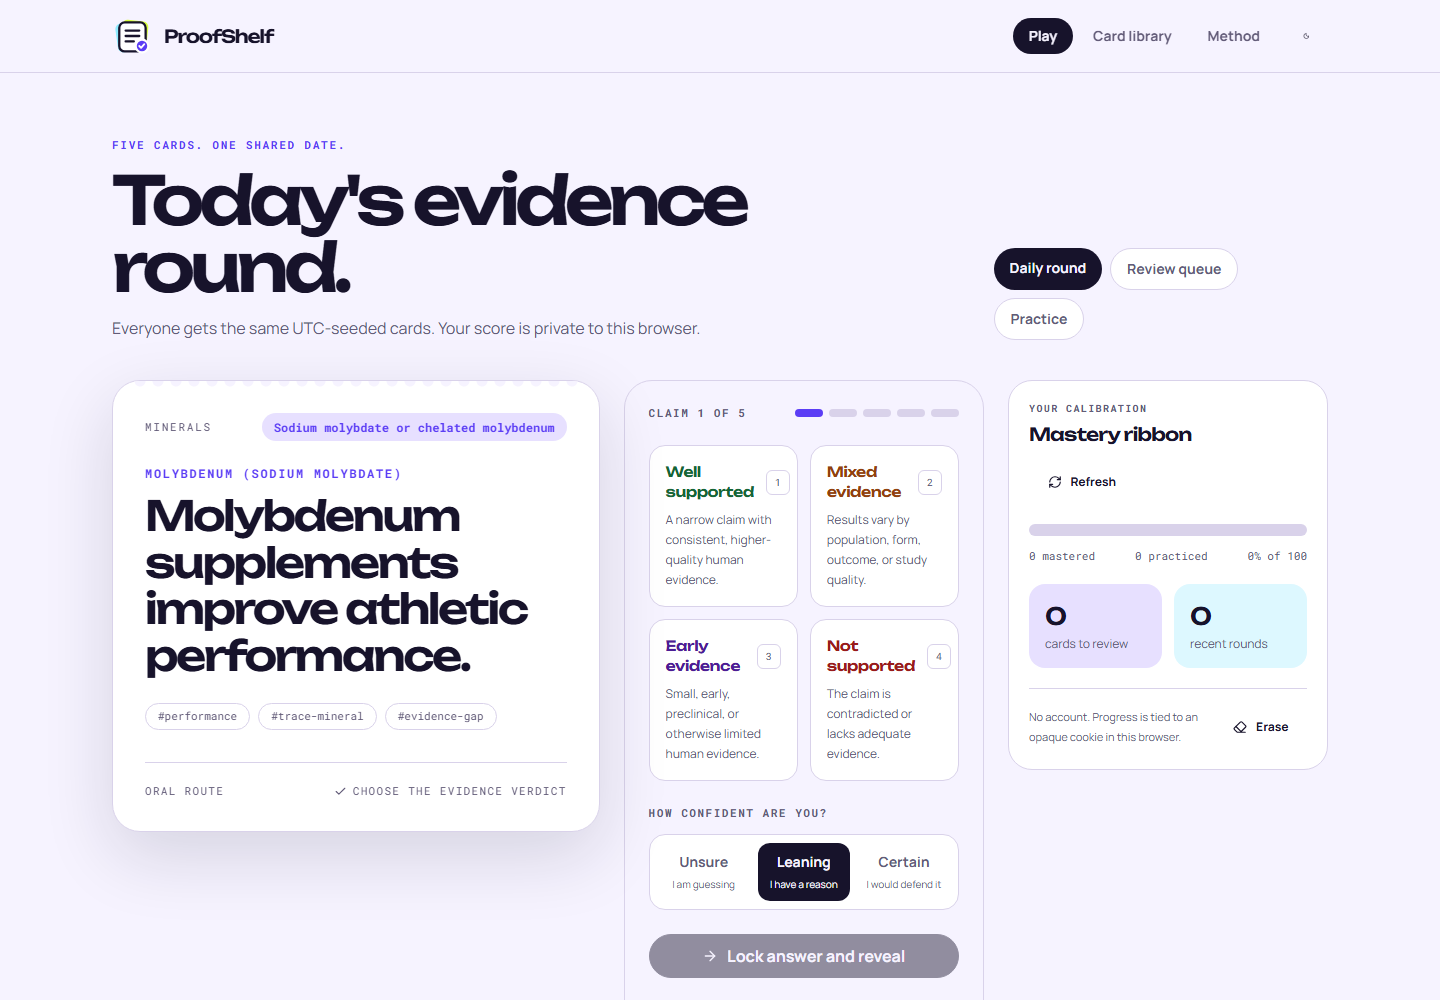 ProofShelf
Play
Card library
Method
FIVE CARDS. ONE SHARED DATE.
Today's evidence
round.
Everyone gets the same UTC-seeded cards. Your score is private to this browser.
Daily round
Review queue
Practice
MINERALS
Sodium molybdate or chelated molybdenum
MOLYBDENUM (SODIUM MOLYBDATE)
Molybdenum
supplements
improve athletic
performance.
#performance
#trace-mineral
#evidence-gap
ORAL ROUTE
CHOOSE THE EVIDENCE VERDICT
CLAIM 1 OF 5
Well
supported
1
A narrow claim with
consistent, higher-
quality human
evidence.
Mixed
evidence
2
Results vary by
population, form,
outcome, or study
quality.
Early
evidence
3
Small, early,
preclinical, or
otherwise limited
human evidence.
Not
supported
4
The claim is
contradicted or
lacks adequate
evidence.
HOW CONFIDENT ARE YOU?
Unsure
I am guessing
Leaning
I have a reason
Certain
I would defend it
Lock answer and reveal
YOUR CALIBRATION
Mastery ribbon
Refresh
0 mastered
0 practiced
0% of 100
0
cards to review
0
recent rounds
No account. Progress is tied to an
opaque cookie in this browser.
Erase